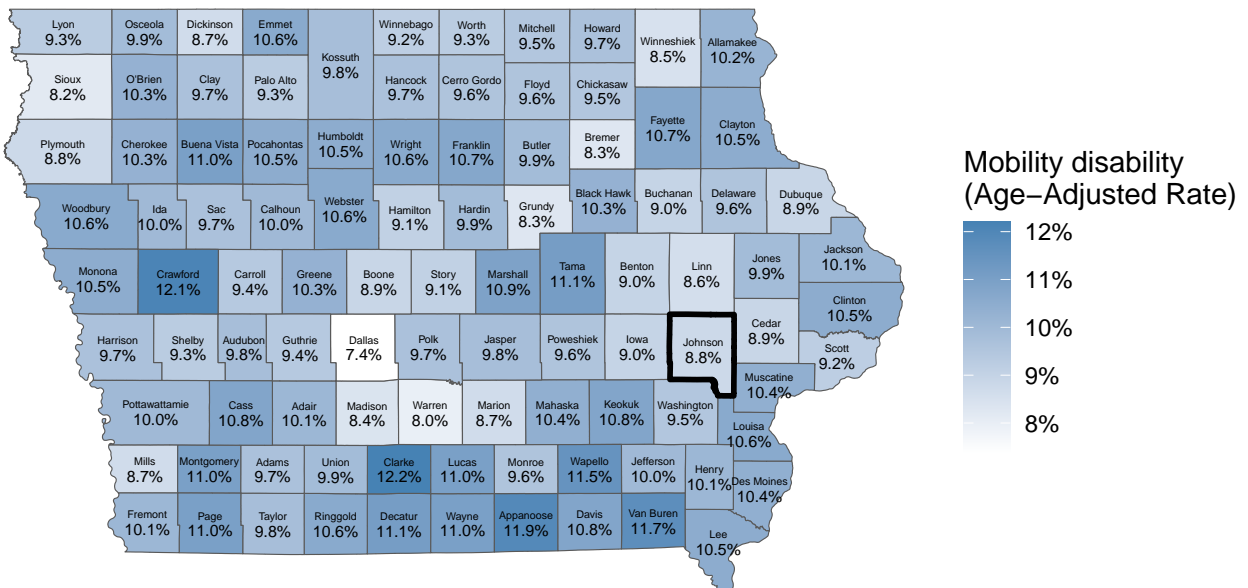 Lyon
9.3%
Osceola
9.9%
Dickinson
8.7%
Emmet
10.6%
Kossuth
9.8%
Winnebago
9.2%
Worth
9.3%
Mitchell
9.5%
Howard
9.7%
Winneshiek
8.5%
Allamakee
10.2%
Sioux
8.2%
O'Brien
10.3%
Clay
9.7%
Palo Alto
9.3%
Hancock
9.7%
Cerro Gordo
9.6%
Floyd
9.6%
Chickasaw
9.5%
Fayette
10.7%
Clayton
10.5%
Plymouth
8.8%
Cherokee
10.3%
Buena Vista
11.0%
Pocahontas
10.5%
Humboldt
10.5%
Wright
10.6%
Franklin
10.7%
Butler
9.9%
Bremer
8.3%
Woodbury
10.6%
Ida
10.0%
Sac
9.7%
Calhoun
10.0%
Webster
10.6%
Hamilton
9.1%
Hardin
9.9%
Grundy
8.3%
Black Hawk
10.3%
Buchanan
9.0%
Delaware
9.6%
Dubuque
8.9%
Monona
10.5%
Crawford
12.1%
Carroll
9.4%
Greene
10.3%
Boone
8.9%
Story
9.1%
Marshall
10.9%
Tama
11.1%
Benton
9.0%
Linn
8.6%
Jones
9.9%
Jackson
10.1%
Clinton
10.5%
Harrison
9.7%
Shelby
9.3%
Audubon
9.8%
Guthrie
9.4%
Dallas
7.4%
Polk
9.7%
Jasper
9.8%
Poweshiek
9.6%
Iowa
9.0%
Johnson
8.8%
Cedar
8.9%
Scott
9.2%
Muscatine
10.4%
Pottawattamie
10.0%
Cass
10.8%
Adair
10.1%
Madison
8.4%
Warren
8.0%
Marion
8.7%
Mahaska
10.4%
Keokuk
10.8%
Washington
9.5%
Louisa
10.6%
Mills
8.7%
Montgomery
11.0%
Adams
9.7%
Union
9.9%
Clarke
12.2%
Lucas
11.0%
Monroe
9.6%
Wapello
11.5%
Jefferson
10.0%
Henry
10.1%
Des Moines
10.4%
Fremont
10.1%
Page
11.0%
Taylor
9.8%
Ringgold
10.6%
Decatur
11.1%
Wayne
11.0%
Appanoose
11.9%
Davis
10.8%
Van Buren
11.7%
Lee
10.5%
Mobility disability
(Age−Adjusted Rate)
12%
11%
10%
9%
8%